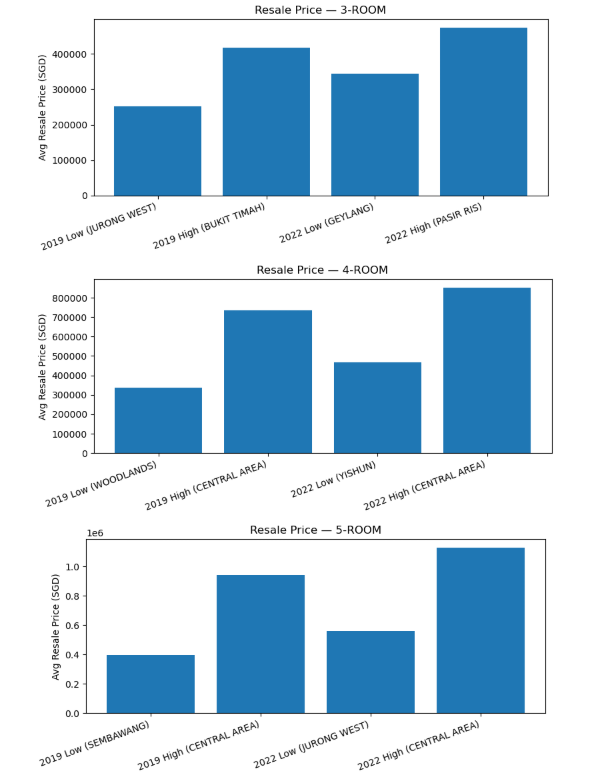 Resale Price — 3-ROOM
Avg Resale Price (SGD)
400000
300000
200000
100000
0
2019 Low (JURONG WEST)
2019 High (BUKIT TIMAH)
2022 Low (GEYLANG)
2022 High (PASIR RIS)
Resale Price — 4-ROOM
Avg Resale Price (SGD)
800000
700000
600000
500000
400000
300000
200000
100000
0
2019 Low (WOODLANDS)
2019 High (CENTRAL AREA)
2022 Low (YISHUN)
2022 High (CENTRAL AREA)
Resale Price — 5-ROOM
1e6
Avg Resale Price (SGD)
1.0
0.8
0.6
0.4
0.2
0.0
2019 Low (SEMBAWANG)
2019 High (CENTRAL AREA)
2022 Low (JURONG WEST)
2022 High (CENTRAL AREA)